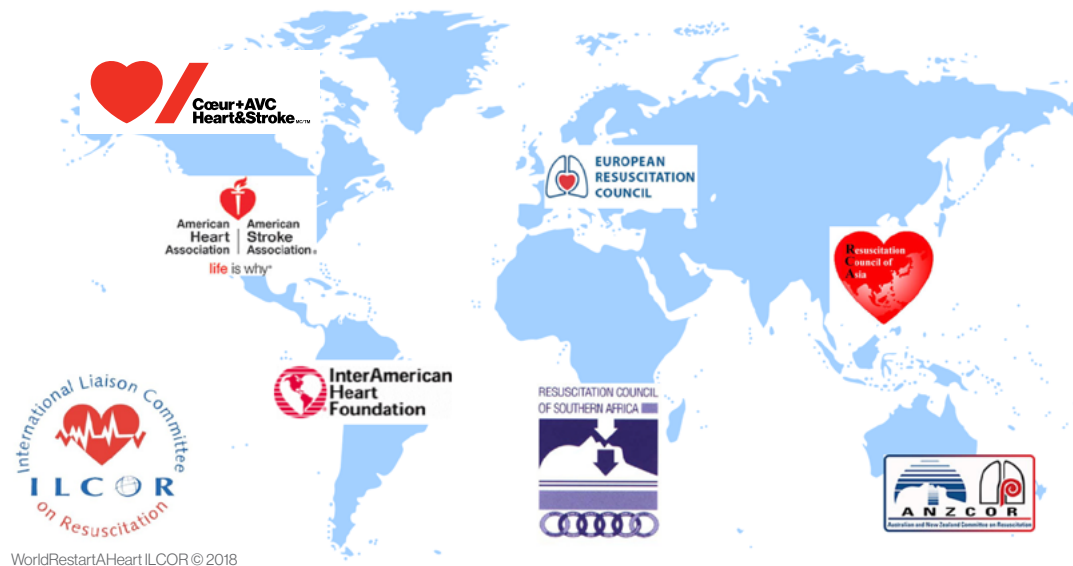 Cœur+AVC
Heart&Stroke MC/TM
EUROPEAN
RESUSCITATION
COUNCIL
American
Heart
Association
American
Stroke
Association®
life is why®
Resuscitation
Council of
Asia
InterAmerican
Heart
Foundation
International Liaison Committee
ILCOR
on Resuscitation
RESUSCITATION COUNCIL
OF SOUTHERN AFRICA
ANZCOR
Australian and New Zealand Committee on Resuscitation
WorldRestartAHeart ILCOR © 2018